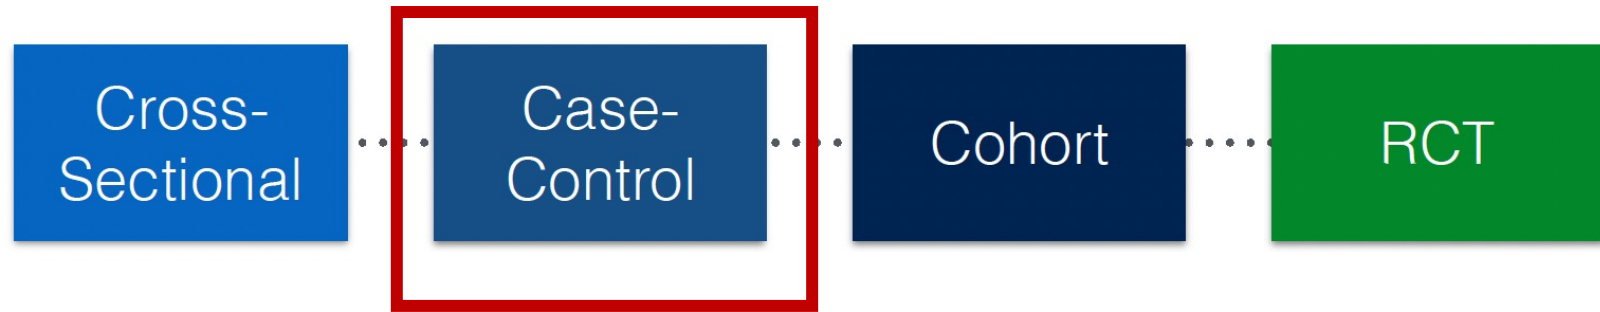 Cross-
Sectional
Case-
Control
Cohort
RCT